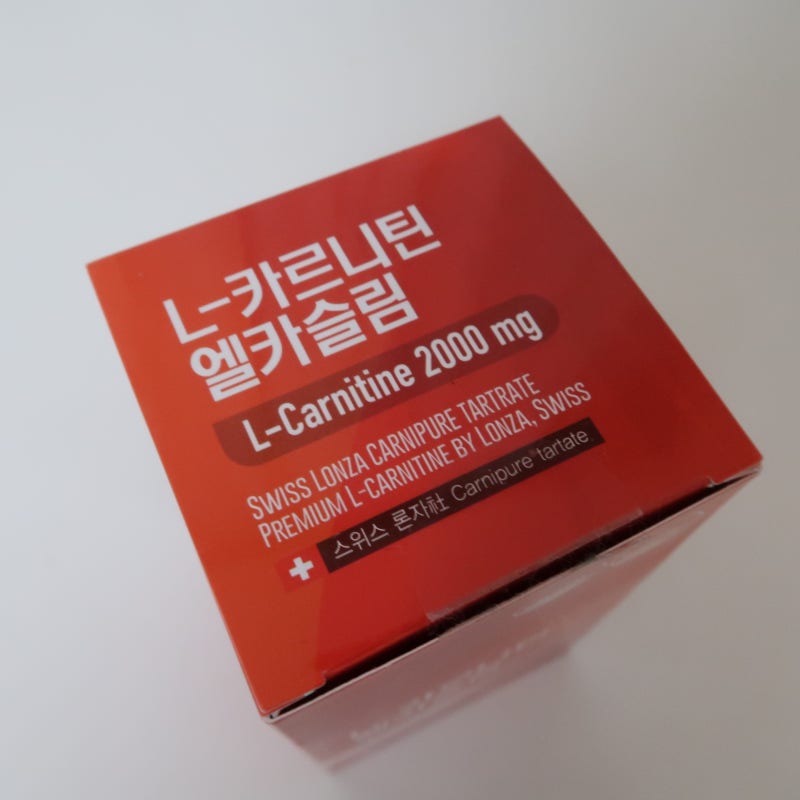 L-카르니틴
엘카슬림
L-Carnitine 2000 mg
SWISS LONZA CARNIPURE TARTRATE
PREMIUM L-CARNITINE BY LONZA, SWISS
스위스 론자社 Carnipure® tartate.